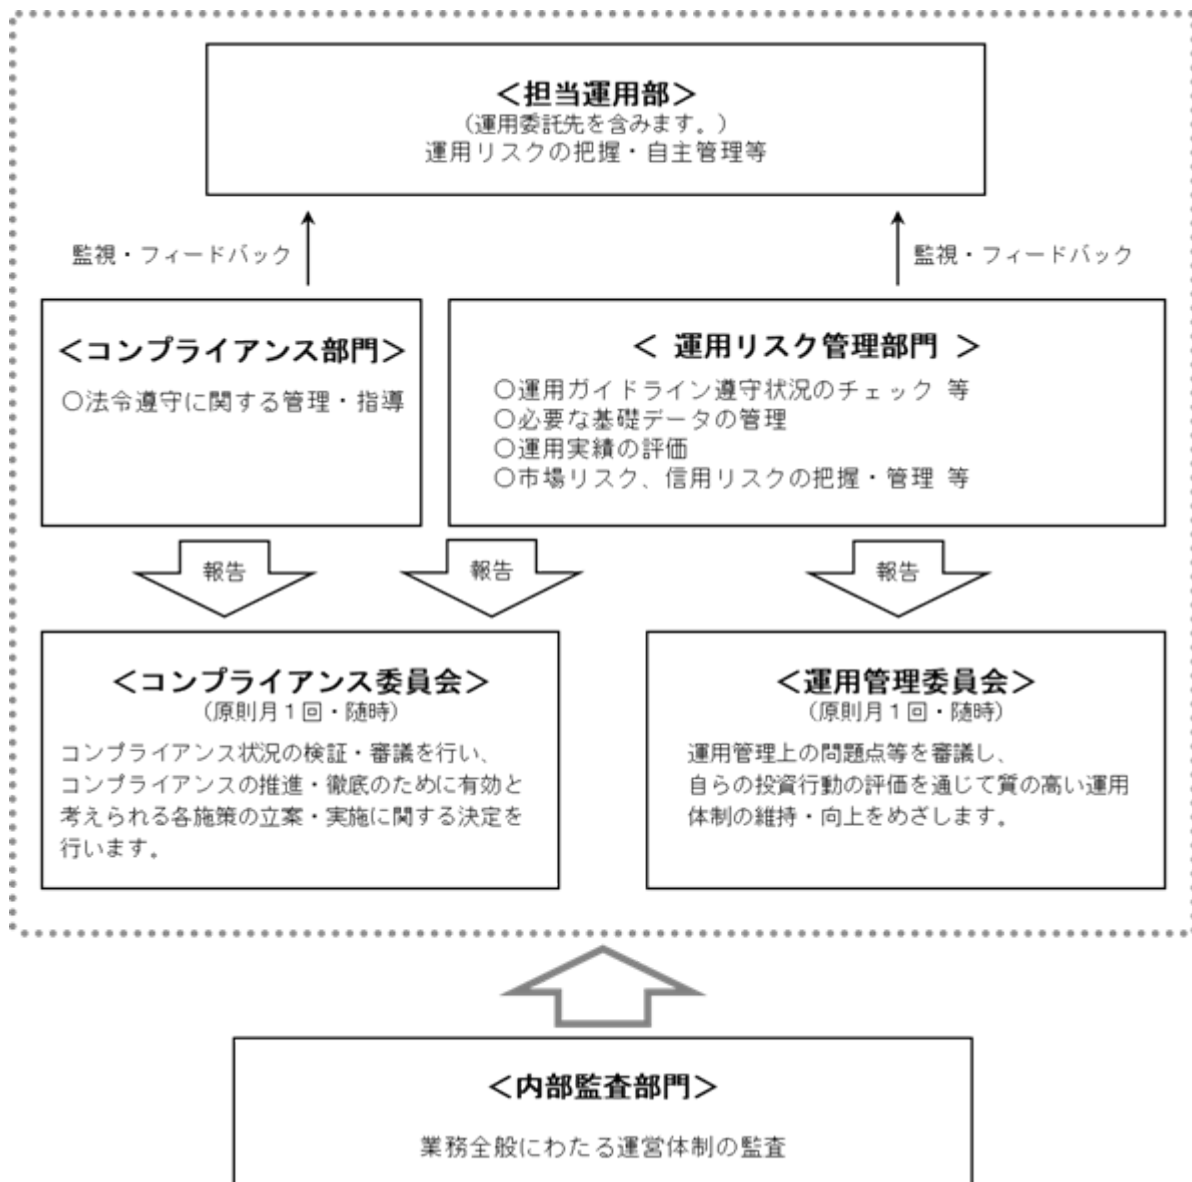 ＜担当運用部＞
（運用委託先を含みます。）
運用リスクの把握・自主管理等
監視・フィードバック
監視・フィードバック
＜コンプライアンス部門＞
○法令遵守に関する管理・指導
＜ 運用リスク管理部門 ＞
○運用ガイドライン遵守状況のチェック 等
○必要な基礎データの管理
○運用実績の評価
○市場リスク、信用リスクの把握・管理 等
報告
報告
報告
＜コンプライアンス委員会＞
（原則月１回・随時）
コンプライアンス状況の検証・審議を行い、
コンプライアンスの推進・徹底のために有効と
考えられる各施策の立案・実施に関する決定を
行います。
＜運用管理委員会＞
（原則月１回・随時）
運用管理上の問題点等を審議し、
自らの投資行動の評価を通じて質の高い運用
体制の維持・向上をめざします。
＜内部監査部門＞
業務全般にわたる運営体制の監査